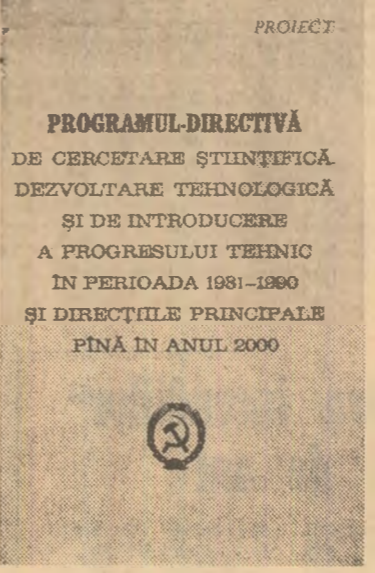 PROIECT
PROGRAMUL-DIRECTIVĂ
DE CERCETARE ȘTIINȚIFICĂ
DEZVOLTARE TEHNOLOGICĂ
ȘI DE INTRODUCERE
A PROGRESULUI TEHNIC
ÎN PERIOADA 1981-1990
ȘI DIRECȚIILE PRINCIPALE
PÎNĂ ÎN ANUL 2000